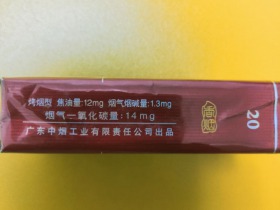 烤烟型 焦油量:12mg 烟气烟碱量:1.3mg
烟气一氧化碳量:14mg
广东中烟工业有限责任公司出品
20